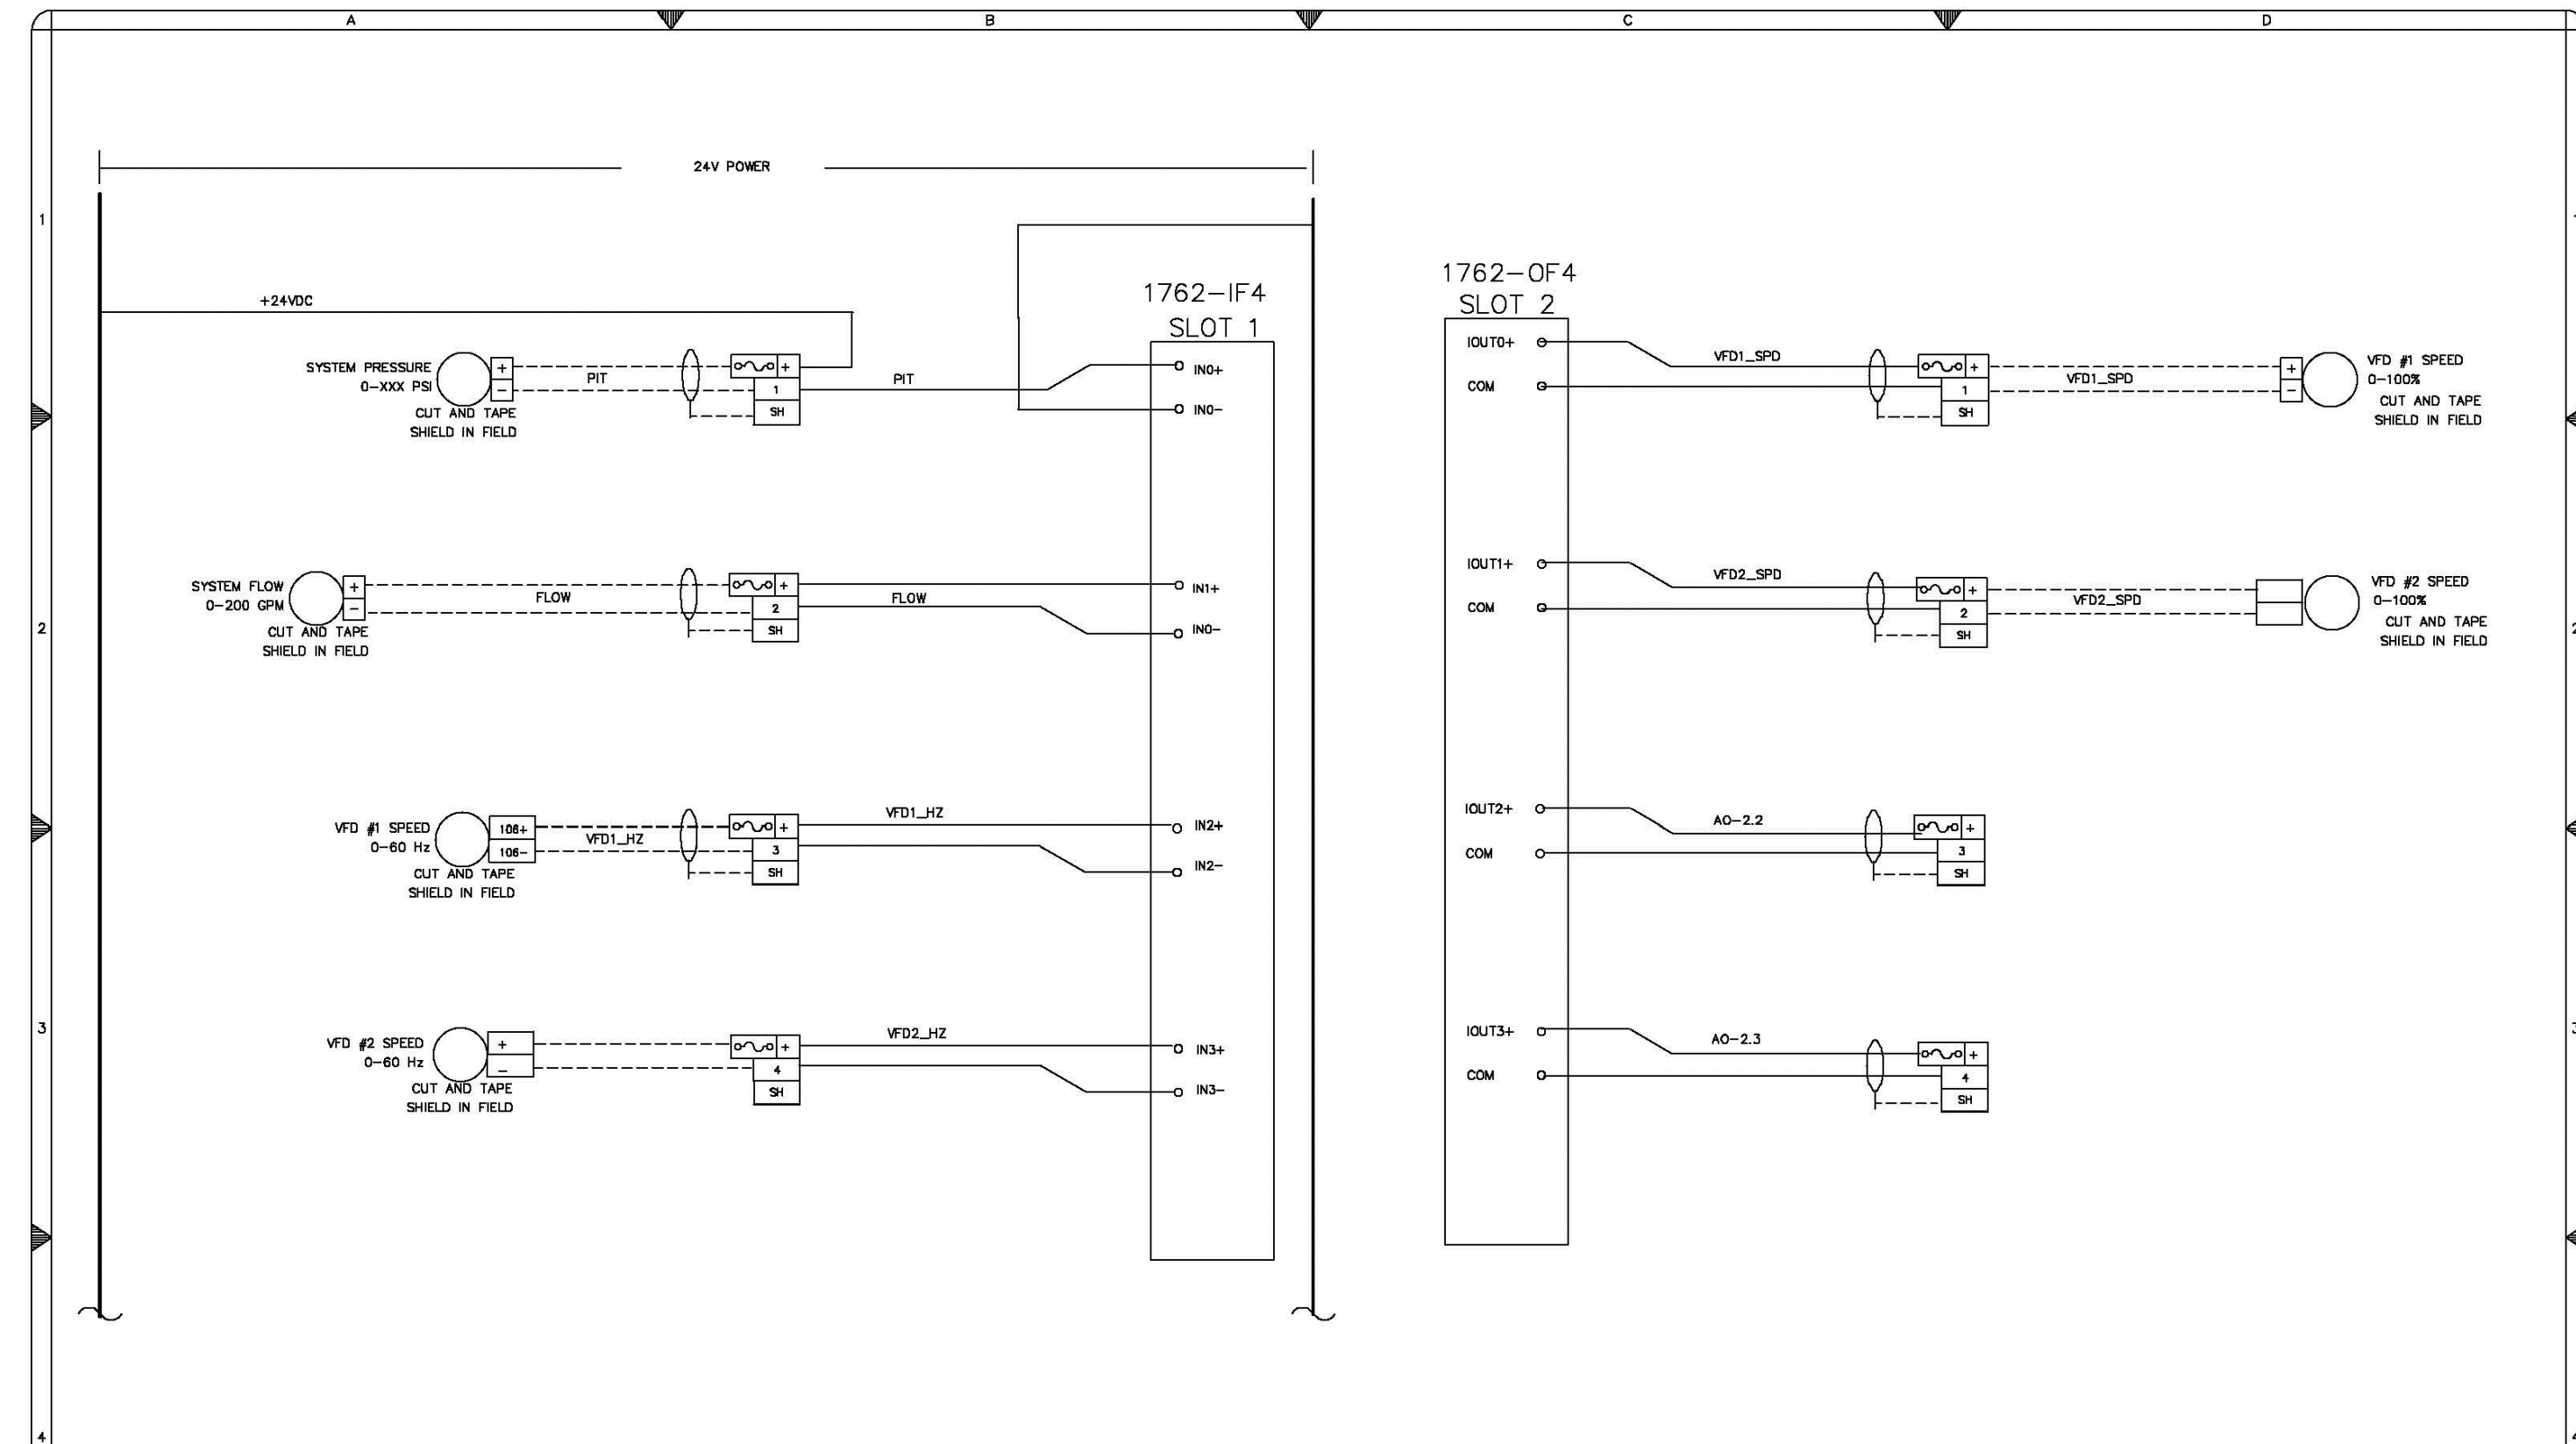 A
B
C
D
24V POWER
1
+24VDC
1762-IF4
SLOT 1
SYSTEM PRESSURE
0-XXX PSI
+
-
CUT AND TAPE
SHIELD IN FIELD
PIT
+
1
SH
PIT
IN0+
IN0-
2
SYSTEM FLOW
0-200 GPM
+
-
CUT AND TAPE
SHIELD IN FIELD
FLOW
+
2
SH
FLOW
IN1+
IN0-
VFD #1 SPEED
0-60 Hz
106+
106-
CUT AND TAPE
SHIELD IN FIELD
VFD1_HZ
+
3
SH
VFD1_HZ
IN2+
IN2-
3
VFD #2 SPEED
0-60 Hz
+
-
CUT AND TAPE
SHIELD IN FIELD
+
4
SH
VFD2_HZ
IN3+
IN3-
4
1762-OF4
SLOT 2
IOUT0+
COM
VFD1_SPD
+
1
SH
VFD1_SPD
+
-
VFD #1 SPEED
0-100%
CUT AND TAPE
SHIELD IN FIELD
IOUT1+
COM
VFD2_SPD
+
2
SH
VFD2_SPD
VFD #2 SPEED
0-100%
CUT AND TAPE
SHIELD IN FIELD
IOUT2+
COM
AO-2.2
+
3
SH
IOUT3+
COM
AO-2.3
+
4
SH